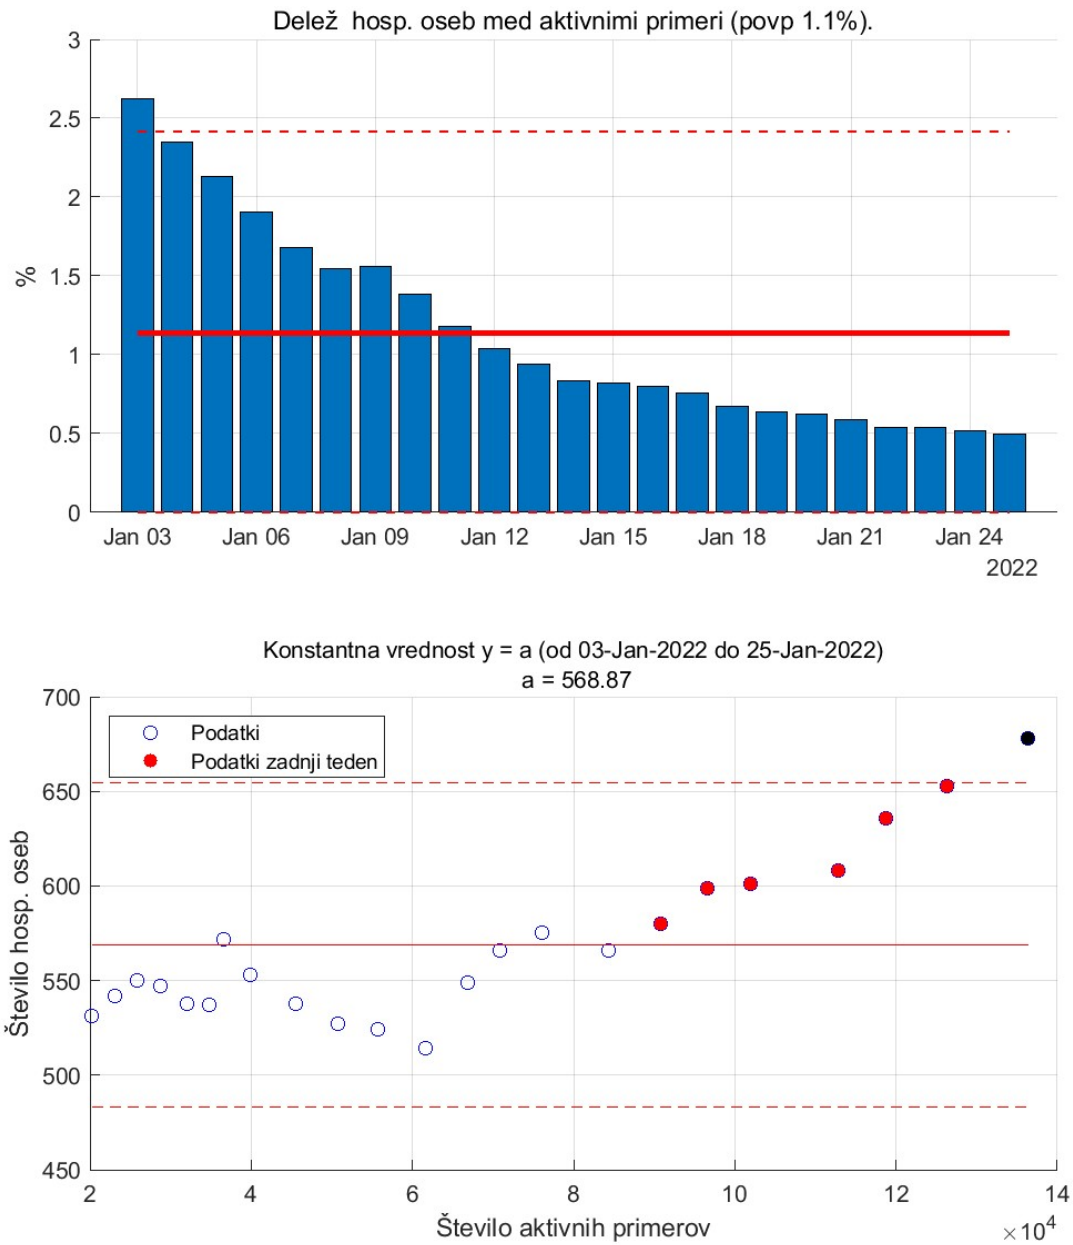 Delež hosp. oseb med aktivnimi primeri (povp 1.1%).
3
2.5
2
1.5
1
0.5
0
%
Jan 03
Jan 06
Jan 09
Jan 12
Jan 15
Jan 18
Jan 21
Jan 24
2022
Konstantna vrednost y = a (od 03-Jan-2022 do 25-Jan-2022)
a = 568.87
Podatki
Podatki zadnji teden
700
650
600
550
500
450
Število hosp. oseb
2
4
6
8
10
12
14
Število aktivnih primerov
×10⁴